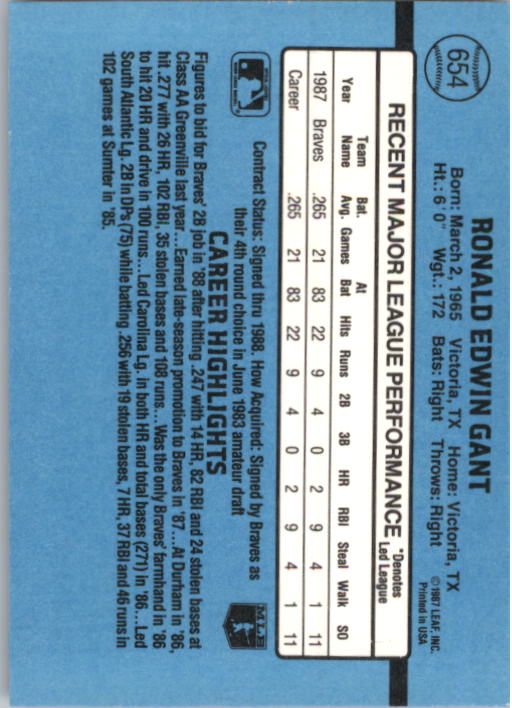 654
RONALD EDWIN GANT
Born: March 2, 1965 Victoria, TX Home: Victoria, TX
Ht.: 6' 0" Wgt.: 172 Bats: Right Throws: Right
© 1987 LEAF, INC.
Printed in USA
RECENT MAJOR LEAGUE PERFORMANCE *Denotes Led League
Year Team Name Bat. Avg. Games At Bat Hits Runs 2B 3B HR RBI Steal Walk SO
1987 Braves .265 21 83 22 9 4 0 2 9 4 1 11
Career .265 21 83 22 9 4 0 2 9 4 1 11
Contract Status: Signed thru 1988. How Acquired: Signed by Braves as
their 4th round choice in June 1983 amateur draft
MLB
CAREER HIGHLIGHTS
Figures to bid for Braves' 2B job in '88 after hitting .247 with 14 HR, 82 RBI and 24 stolen bases at
Class AA Greenville last year...Earned late-season promotion to Braves in '87...At Durham in '86,
hit .277 with 26 HR, 102 RBI, 35 stolen bases and 108 runs...Was the only Braves' farmhand in '86
to hit 20 HR and drive in 100 runs...Led Carolina Lg. in both HR and total bases (271) in '86...Led
South Atlantic Lg. 2B in DPs (75) while batting .256 with 19 stolen bases, 7 HR, 37 RBI and 46 runs in
102 games at Sumter in '85.